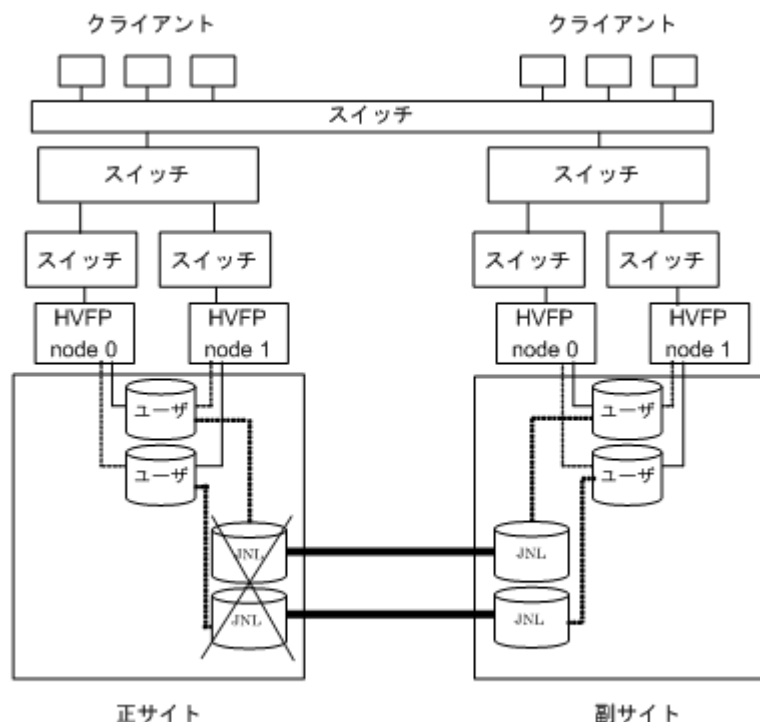 クライアント
クライアント
スイッチ
スイッチ
スイッチ
スイッチ
スイッチ
スイッチ
スイッチ
HVFP
node 0
HVFP
node 1
HVFP
node 0
HVFP
node 1
ユーザ
ユーザ
ユーザ
ユーザ
JNL
JNL
JNL
JNL
正サイト
副サイト